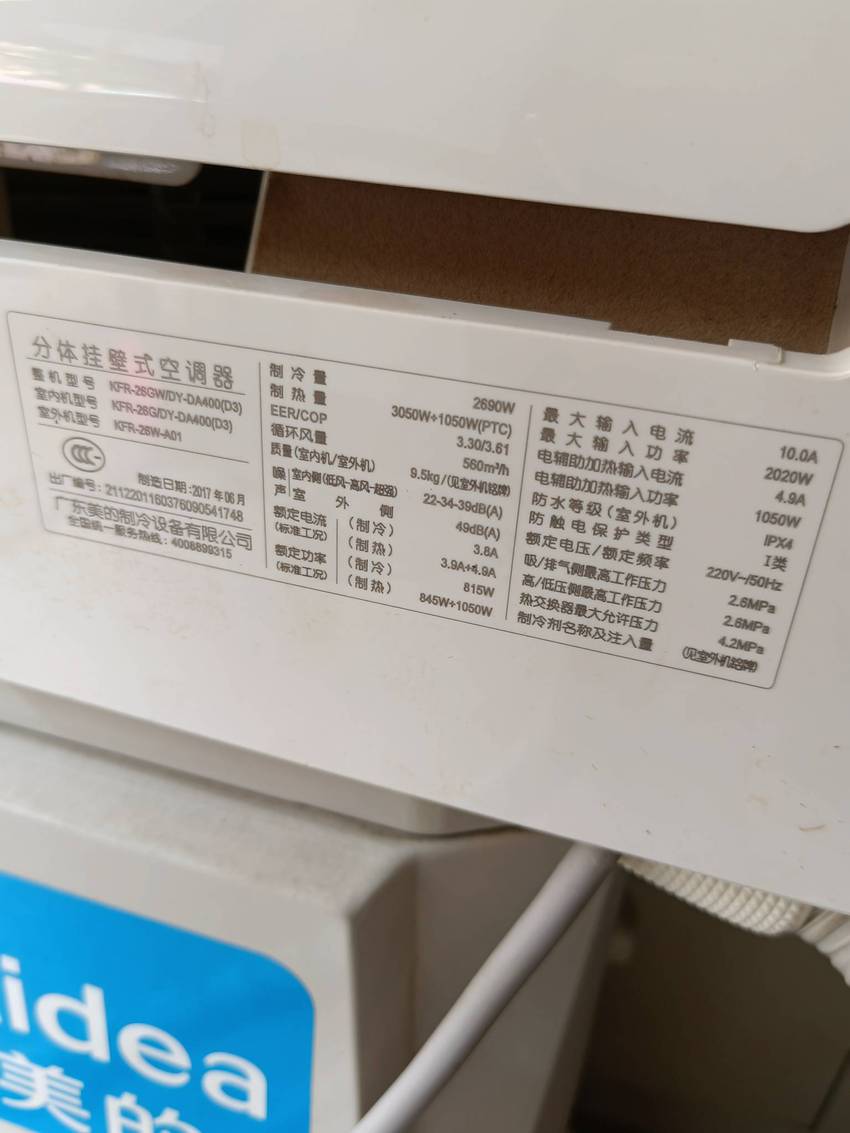 分体挂壁式空调器
整机型号 KFR-26GW/DY-DA400(D3)
室内机型号 KFR-26G/DY-DA400(D3)
室外机型号 KFR-26W-A01
CCC
制造日期:2017年06月
出厂编号:2112201160376090541748
广东美的制冷设备有限公司
全国统一服务热线:4008899315
制冷量 2690W
制热量 3050W+1050W(PTC)
EER/COP 3.30/3.61
循环风量 560m³/h
质量(室内机/室外机) 9.5kg/(见室外机铭牌)
噪声 室内侧(低风-高风-超强) 22-34-39dB(A)
室外侧 49dB(A)
额定电流(标准工况) (制冷) 3.8A
(制热) 3.9A+4.9A
额定功率(标准工况) (制冷) 815W
(制热) 845W+1050W
最大输入电流 10.0A
最大输入功率 2020W
电辅助加热输入电流 4.9A
电辅助加热输入功率 1050W
防水等级(室外机) IPX4
防触电保护类型 I类
额定电压/额定频率 220V~/50Hz
吸/排气侧最高工作压力 2.6MPa
高/低压侧最高工作压力 2.6MPa
热交换器最大允许压力 4.2MPa
制冷剂名称及注入量 (见室外机铭牌)
idea
美的